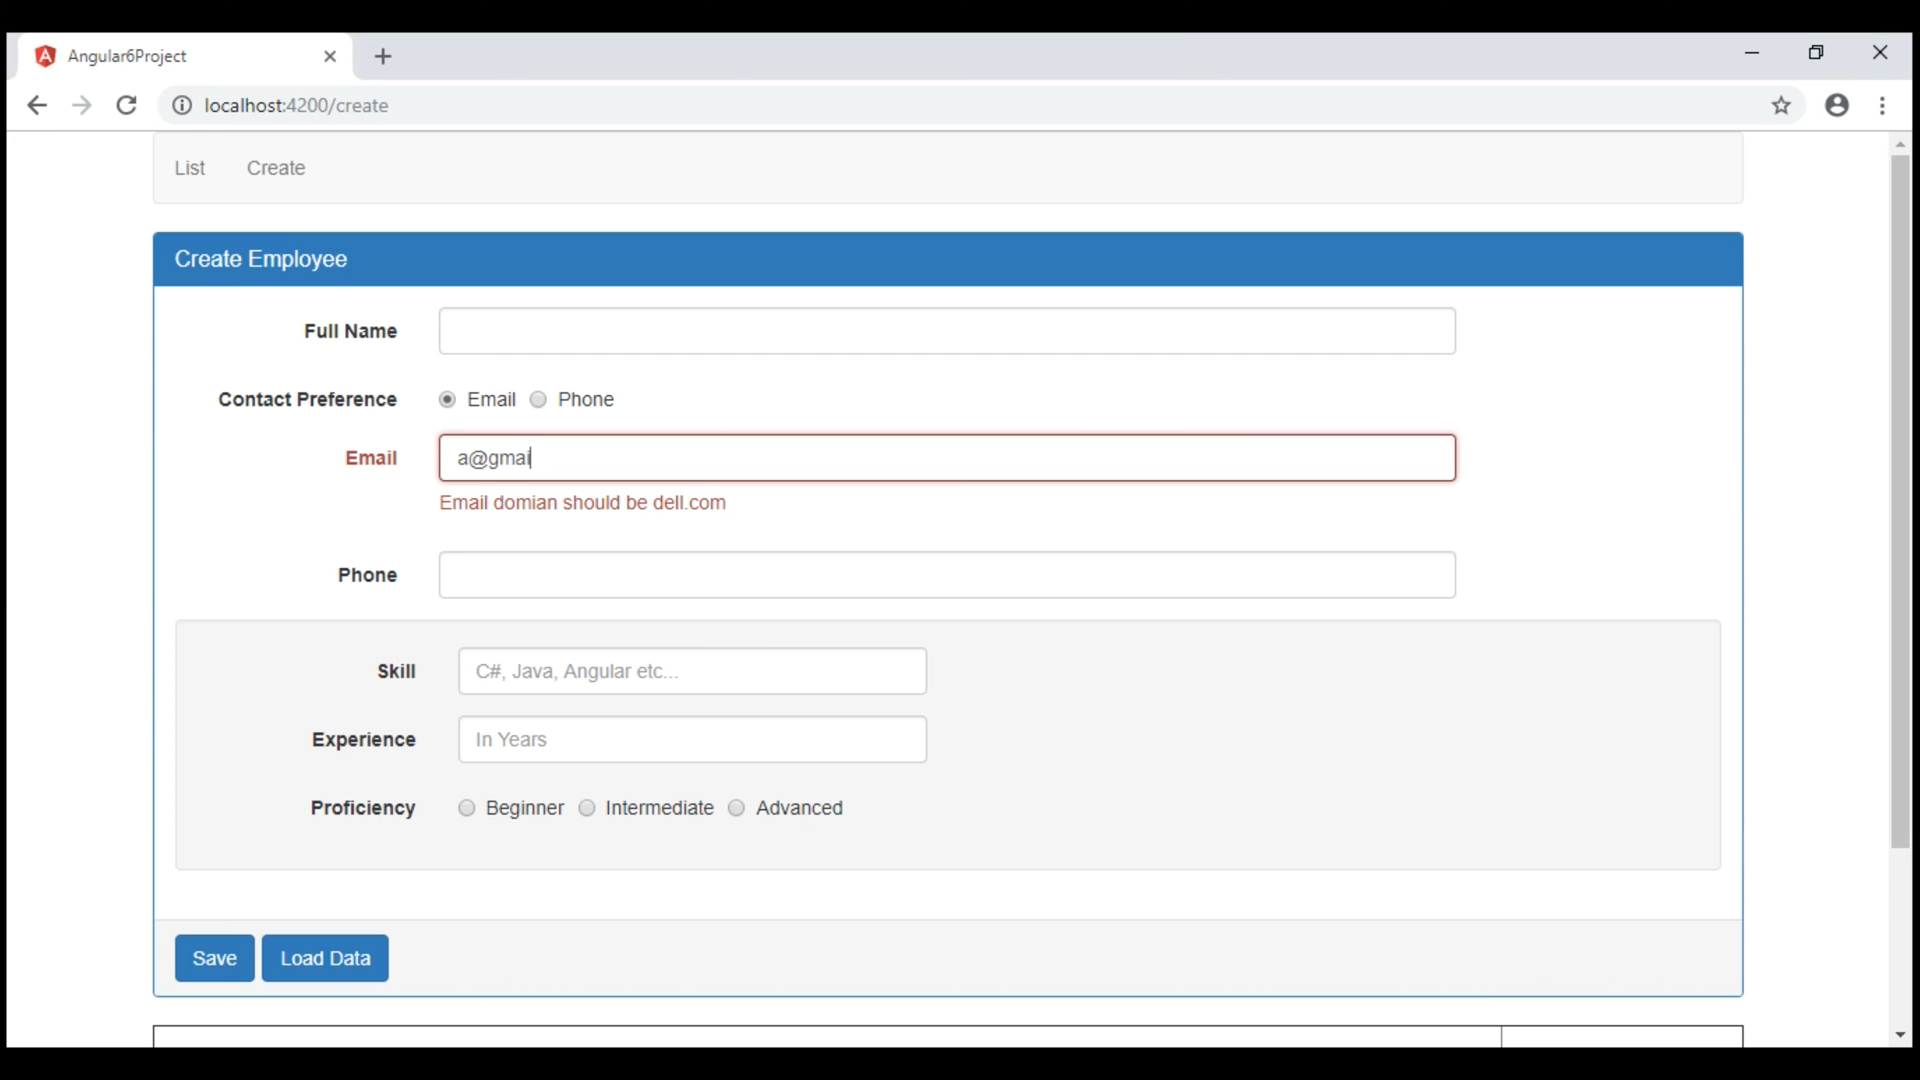 Angular6Project
localhost:4200/create
List Create
Create Employee
Full Name
Contact Preference Email Phone
Email a@gmai
Email domian should be dell.com
Phone
Skill C#, Java, Angular etc...
Experience In Years
Proficiency Beginner Intermediate Advanced
Save Load Data